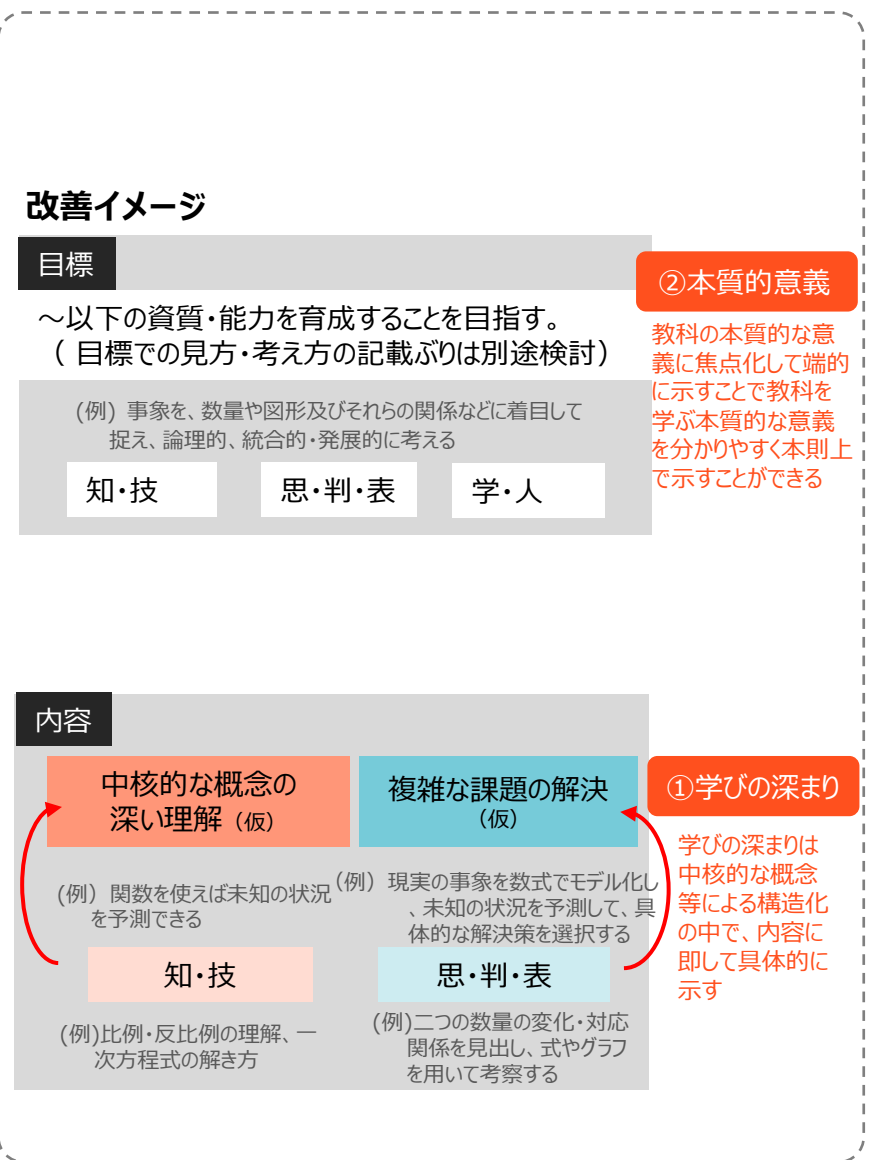 改善イメージ
目標
～以下の資質・能力を育成することを目指す。
（ 目標での見方・考え方の記載ぶりは別途検討）
(例) 事象を、数量や図形及びそれらの関係などに着目して
捉え、論理的、統合的・発展的に考える
知・技
思・判・表
学・人
②本質的意義
教科の本質的な意
義に焦点化して端的
に示すことで教科を
学ぶ本質的な意義
を分かりやすく本則上
で示すことができる
内容
中核的な概念の
深い理解（仮）
(例) 関数を使えば未知の状況
を予測できる
知・技
(例)比例・反比例の理解、一
次方程式の解き方
複雑な課題の解決
（仮）
(例) 現実の事象を数式でモデル化し
、未知の状況を予測して、具
体的な解決策を選択する
思・判・表
(例)二つの数量の変化・対応
関係を見出し、式やグラフ
を用いて考察する
①学びの深まり
学びの深まりは
中核的な概念
等による構造化
の中で、内容に
即して具体的に
示す